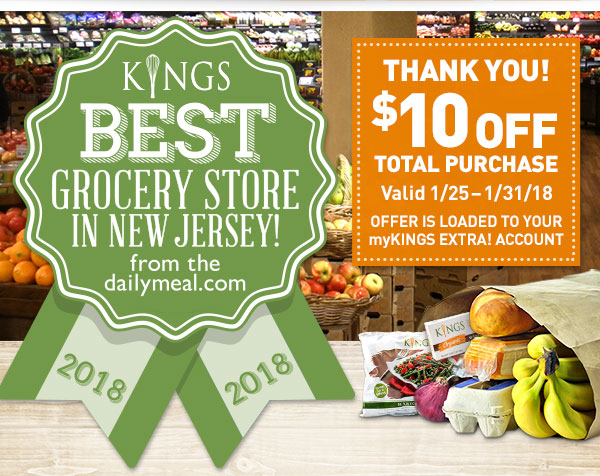 KINGS
BEST
GROCERY STORE
IN NEW JERSEY!
from the
dailymeal.com
2018
2018
THANK YOU!
$10 OFF
TOTAL PURCHASE
Valid 1/25–1/31/18
OFFER IS LOADED TO YOUR
myKINGS EXTRA! ACCOUNT
KINGS
Organic